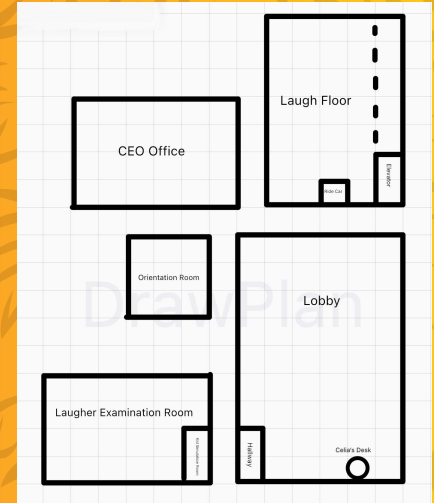 Laugh Floor
CEO Office
Elevator
Ride Car
Orientation Room
Lobby
DrawPlan
Laugher Examination Room
Hallway
Celia's Desk